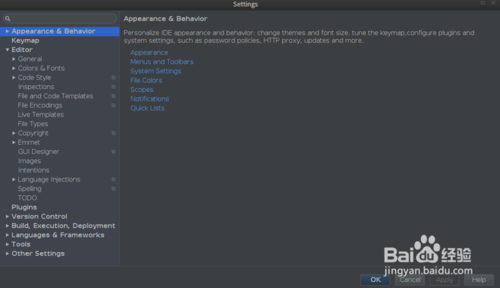 Settings
Appearance & Behavior
Keymap
Editor
General
Colors & Fonts
Code Style
Inspections
File and Code Templates
File Encodings
Live Templates
File Types
Copyright
Emmet
GUI Designer
Images
Intentions
Language Injections
Spelling
TODO
Plugins
Version Control
Build, Execution, Deployment
Languages & Frameworks
Tools
Other Settings
Appearance & Behavior
Personalize IDE appearance and behavior: change themes and font size, tune the keymap,configure plugins and
system settings, such as password policies, HTTP proxy, updates and more.
Appearance
Menus and Toolbars
System Settings
File Colors
Scopes
Notifications
Quick Lists
Baidu 经验
jingyan.baidu.com
OK
Cancel
Apply
Help